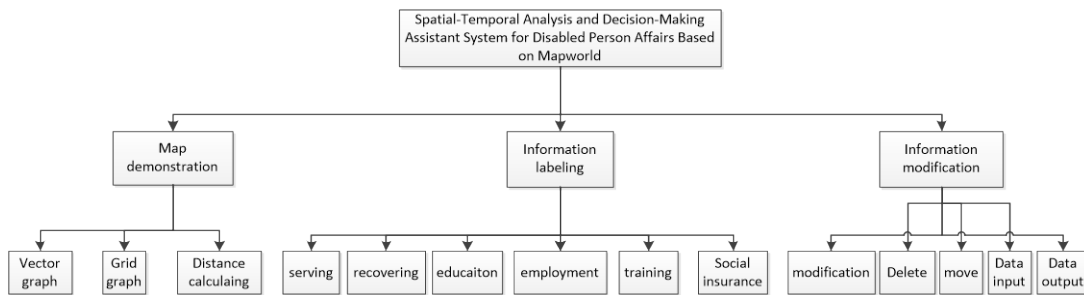 Spatial-Temporal Analysis and Decision-Making
Assistant System for Disabled Person Affairs Based
on Mapworld
Map
demonstration
Information
labeling
Information
modification
Vector
graph
Grid
graph
Distance
calculaing
serving
recovering
educaiton
employment
training
Social
insurance
modification
Delete
move
Data
input
Data
output